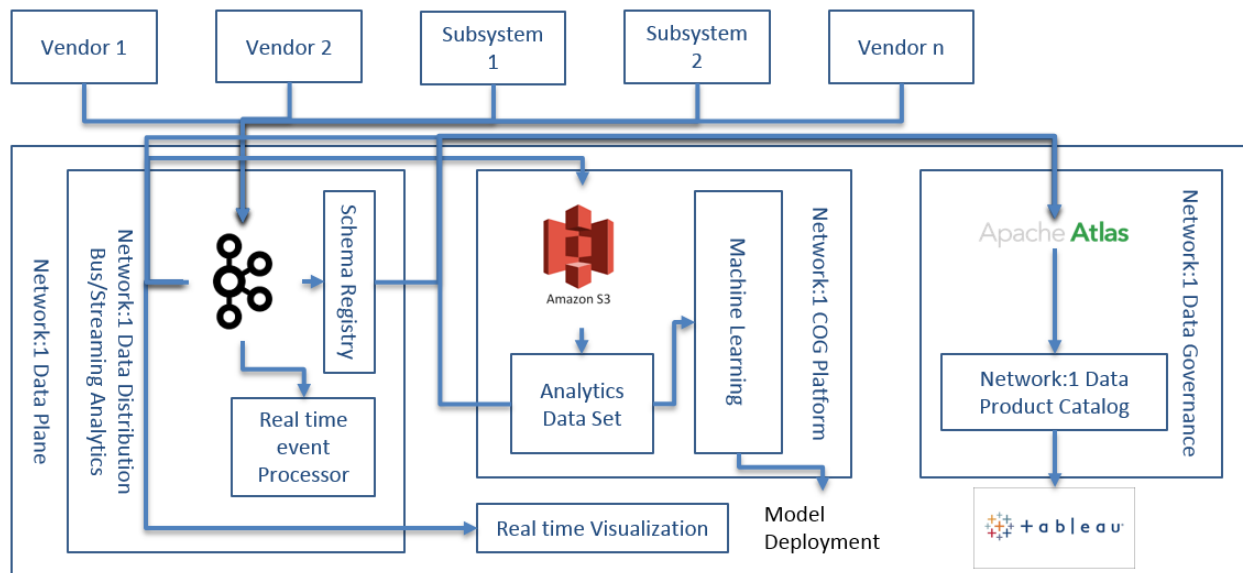 Vendor 1
Vendor 2
Subsystem
1
Subsystem
2
Vendor n
Network:1 Data Plane
Network:1 Data Distribution
Bus/Streaming Analytics
Schema Registry
Real time
event
Processor
Amazon S3
Analytics
Data Set
Machine Learning
Network:1 COG Platform
Real time Visualization
Model
Deployment
Apache Atlas
Network:1 Data
Product Catalog
Network:1 Data Governance
+ableau